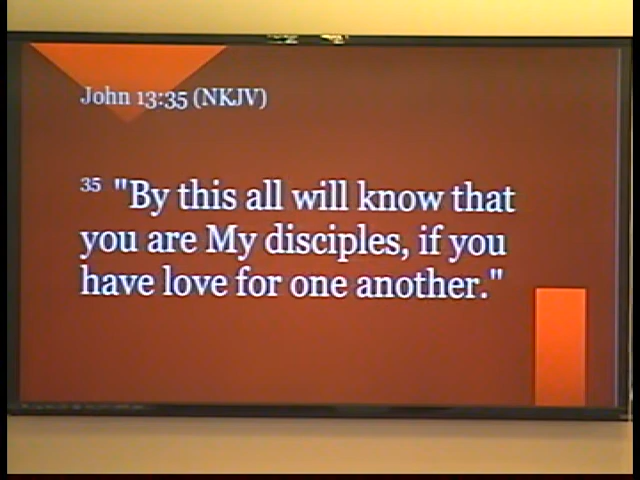 John 13:35 (NKJV)
35 "By this all will know that
you are My disciples, if you
have love for one another."